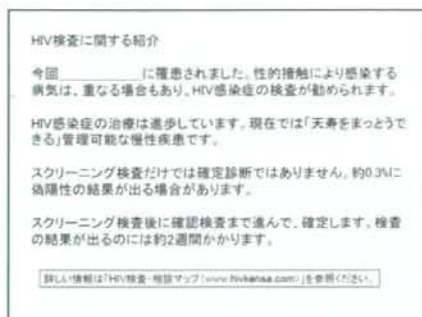 HIV検査に関する紹介
今回____________に罹患されました。性的接触により感染する
病気は、重なる場合もあり、HIV感染症の検査が勧められます。
HIV感染症の治療は進歩しています。現在では「天寿をまっとうで
きる」管理可能な慢性疾患です。
スクリーニング検査だけでは確定診断ではありません。約0.3%に
偽陽性の結果が出る場合があります。
スクリーニング検査後に確認検査まで進んで、確定します。検査
の結果が出るのには約2週間かかります。
詳しい情報は「HIV検査・相談マップ（www.hivkensa.com）」を参照ください。